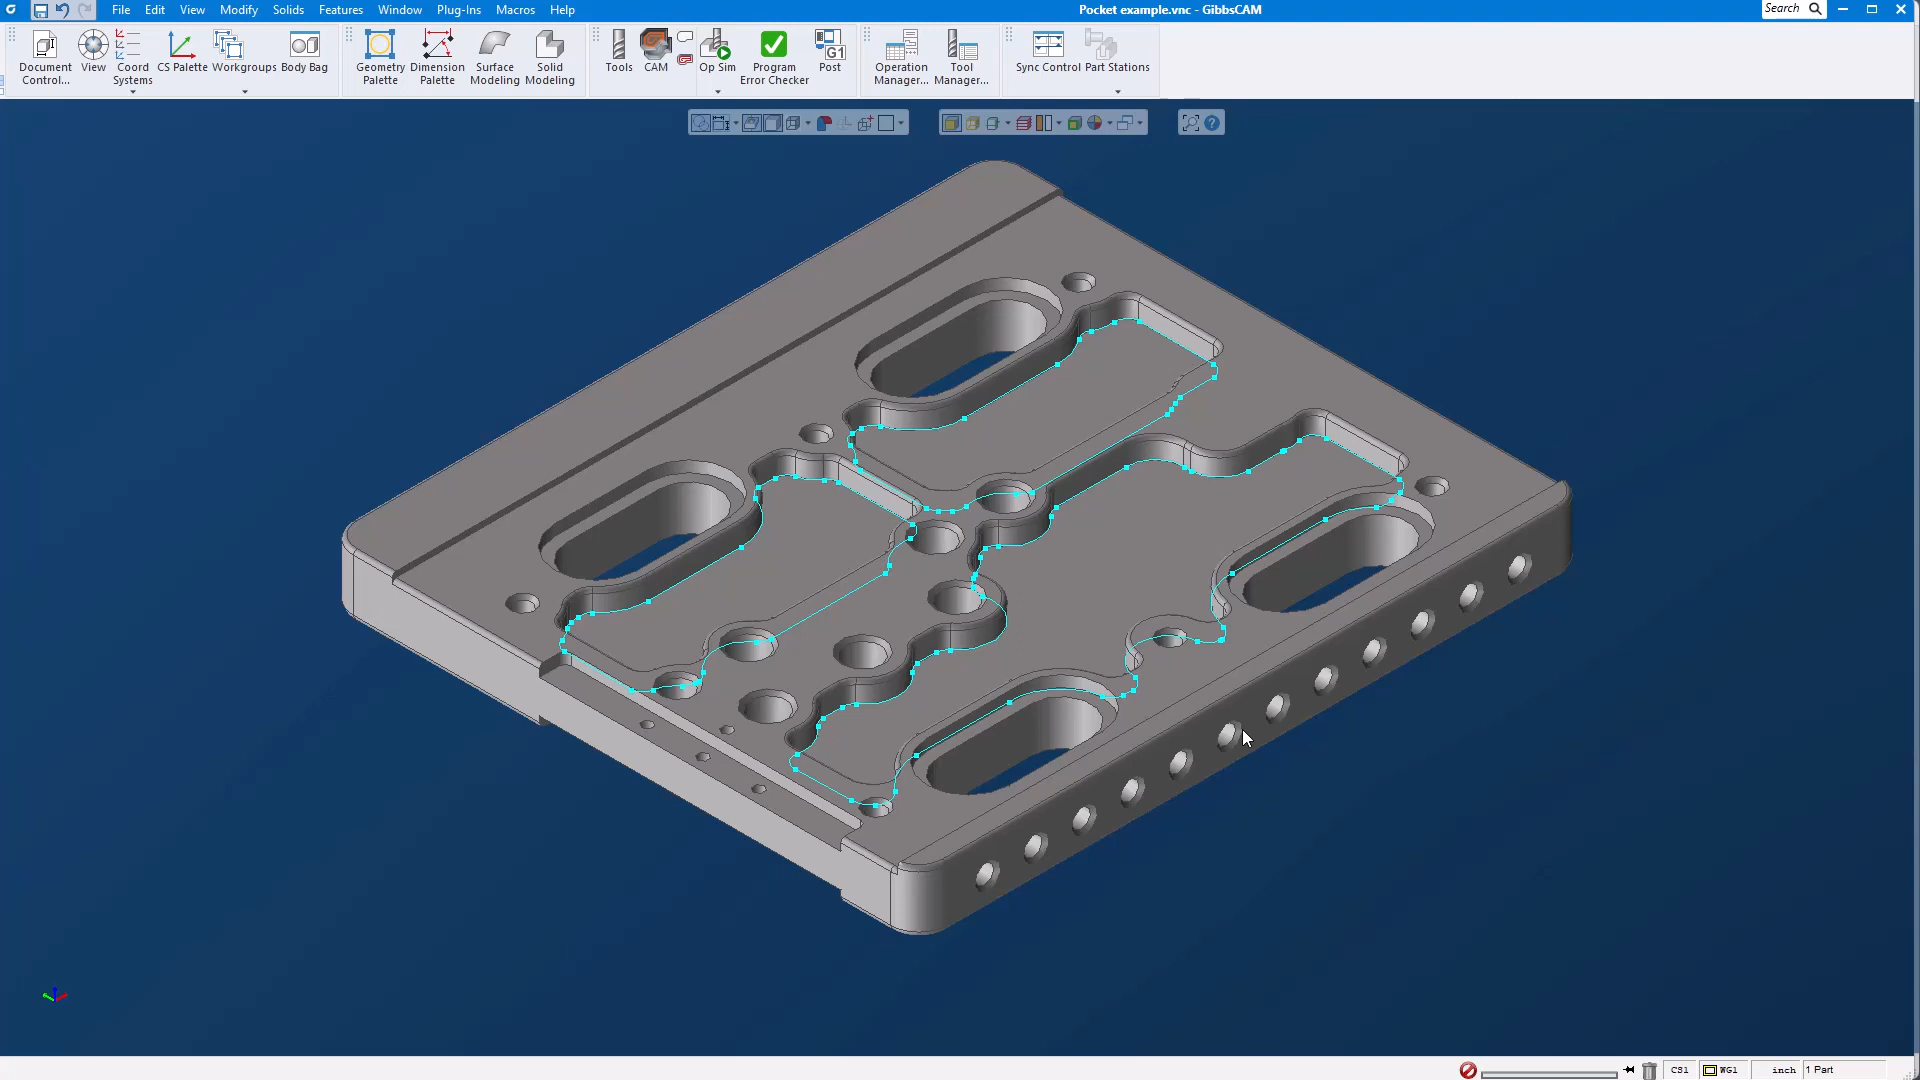 Pocket example.vnc - GibbsCAM
Search
File Edit View Modify Solids Features Window Plug-Ins Macros Help
Document Control...
View
Coord Systems
CS Palette
Workgroups
Body Bag
Geometry Palette
Dimension Palette
Surface Modeling
Solid Modeling
Tools
CAM
Op Sim
Program Error Checker
G1
Post
Operation Manager...
Tool Manager...
Sync Control
Part Stations
CS1
WG1
inch
1 Part